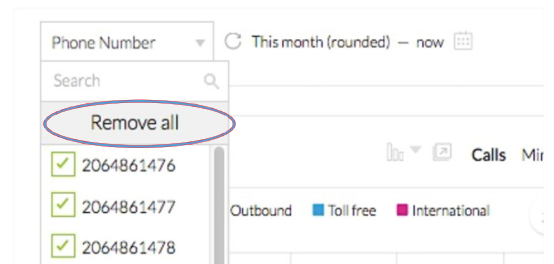 Phone Number
This month (rounded) – now
Search
Remove all
2064861476
Calls
2064861477
Outbound Toll free International
2064861478